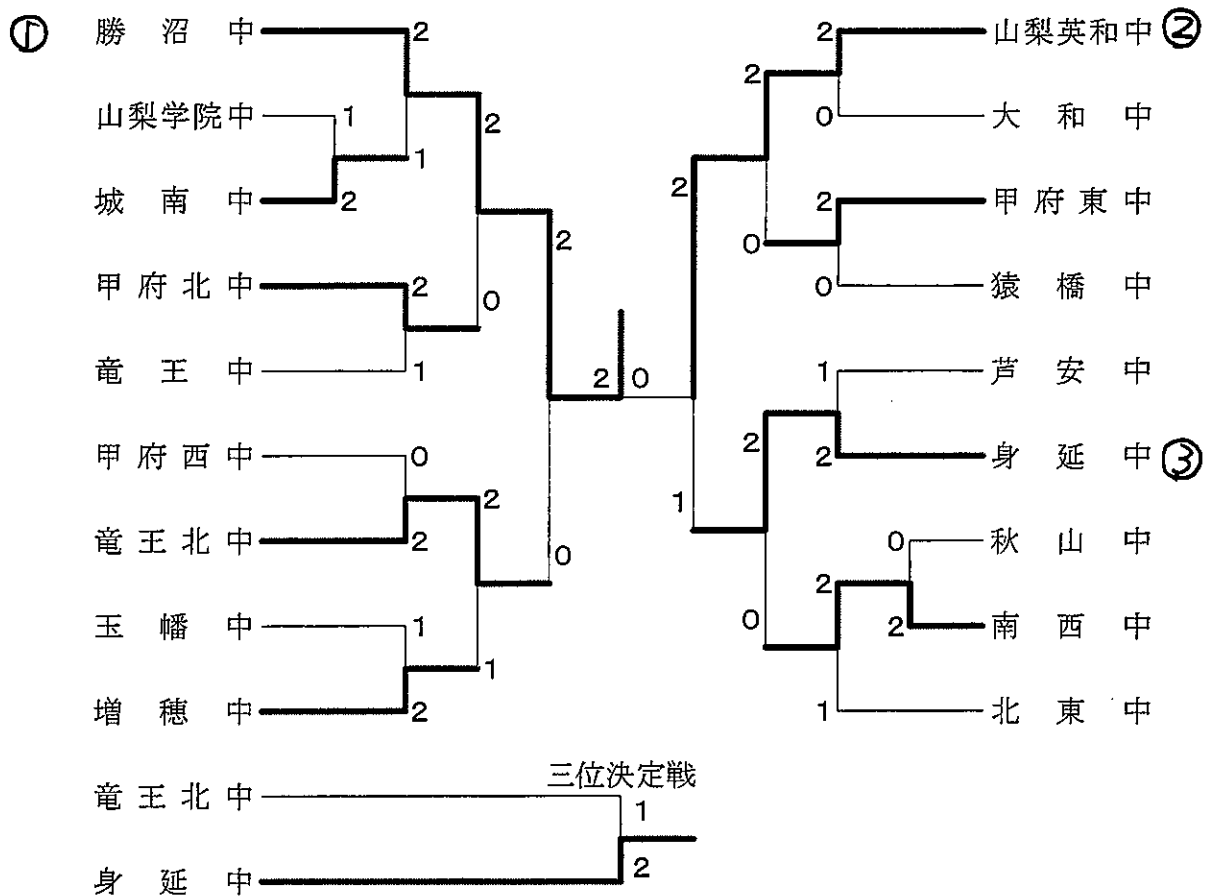 ① 勝沼中 2 2 山梨英和中 ②
2
山梨学院中 1 2 0 大和中
1
城南中 2 2 2 甲府東中
2 0
甲府北中 2 0 0 猿橋中
竜王中 1 2 0 1 芦安中
甲府西中 0 2 2 身延中 ③
2 1
竜王北中 2 0 0 秋山中
2
玉幡中 1 0 2 南西中
1
増穂中 2 1 北東中
三位決定戦
竜王北中 1
身延中 2